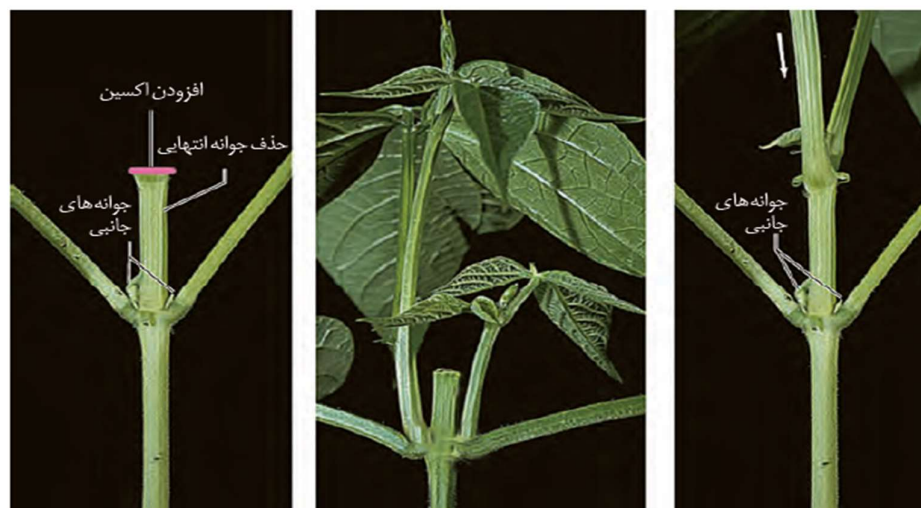 افزودن اکسین
حذف جوانه انتهایی
جوانه‌های
جانبی
جوانه‌های
جانبی